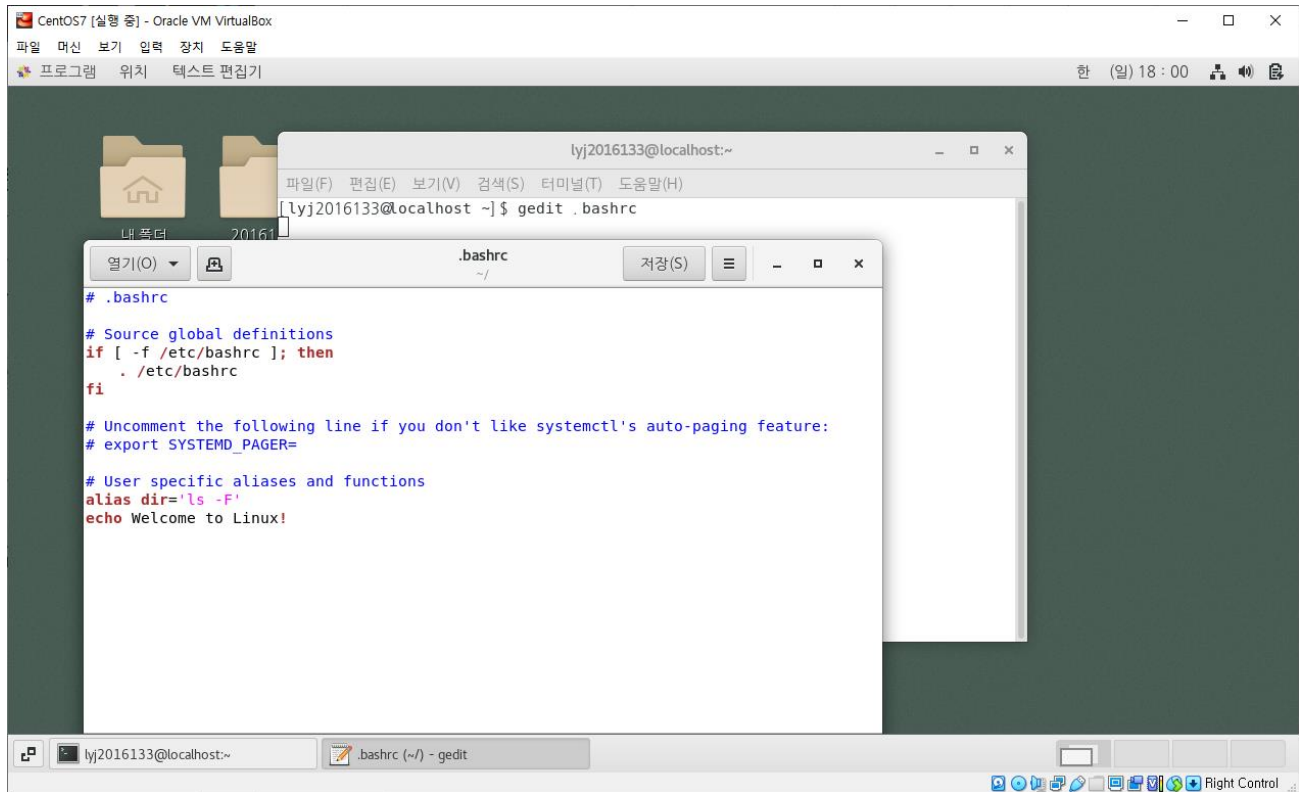 CentOS7 [실행 중] - Oracle VM VirtualBox
파일 머신 보기 입력 장치 도움말
프로그램 위치 텍스트 편집기 한 (일) 18 : 00
lyj2016133@localhost:~
파일(F) 편집(E) 보기(V) 검색(S) 터미널(T) 도움말(H)
[lyj2016133@localhost ~]$ gedit .bashrc
내 폴더 20161
열기(O) .bashrc 저장(S)
~/
# .bashrc
# Source global definitions
if [ -f /etc/bashrc ]; then
. /etc/bashrc
fi
# Uncomment the following line if you don't like systemctl's auto-paging feature:
# export SYSTEMD_PAGER=
# User specific aliases and functions
alias dir='ls -F'
echo Welcome to Linux!
lyj2016133@localhost:~ .bashrc (~/) - gedit
Right Control